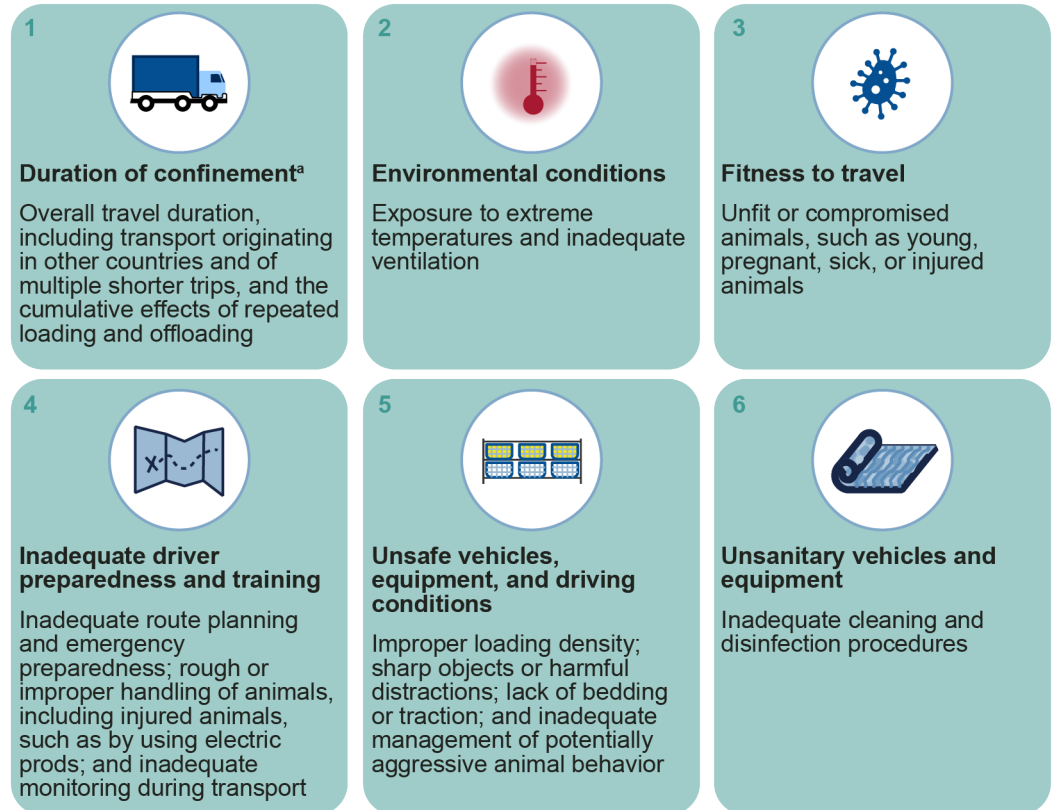 1
Duration of confinementᵃ
Overall travel duration,
including transport originating
in other countries and of
multiple shorter trips, and the
cumulative effects of repeated
loading and offloading
2
Environmental conditions
Exposure to extreme
temperatures and inadequate
ventilation
3
Fitness to travel
Unfit or compromised
animals, such as young,
pregnant, sick, or injured
animals
4
Inadequate driver
preparedness and training
Inadequate route planning
and emergency
preparedness; rough or
improper handling of animals,
including injured animals,
such as by using electric
prods; and inadequate
monitoring during transport
5
Unsafe vehicles,
equipment, and driving
conditions
Improper loading density;
sharp objects or harmful
distractions; lack of bedding
or traction; and inadequate
management of potentially
aggressive animal behavior
6
Unsanitary vehicles and
equipment
Inadequate cleaning and
disinfection procedures